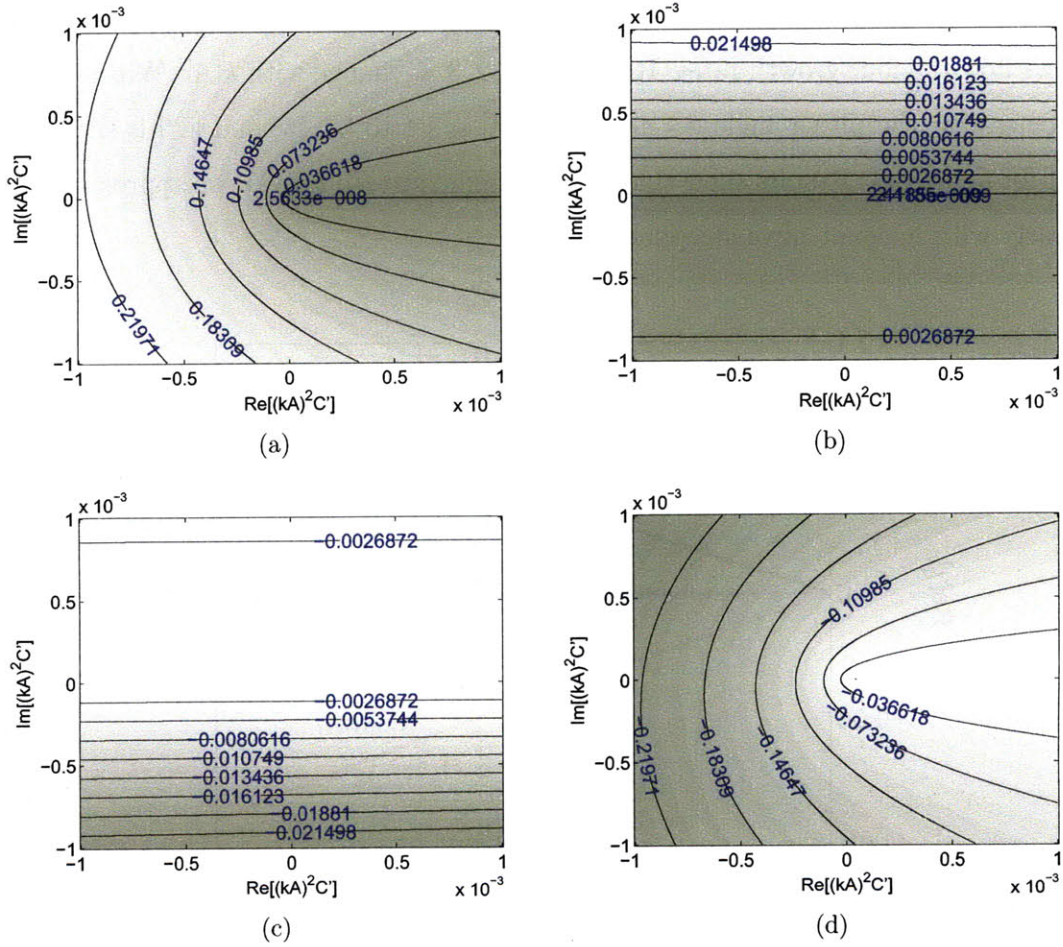 x 10⁻³
1
0.5
0
−0.5
−1
Im[(kA)²C']
0.21971
0.18309
0.14647
0.10985
0.073236
0.036618
2.5633e−008
−1 −0.5 0 0.5 1
Re[(kA)²C']
x 10⁻³
(a)
x 10⁻³
1
0.5
0
−0.5
−1
Im[(kA)²C']
0.021498
0.01881
0.016123
0.013436
0.010749
0.0080616
0.0053744
0.0026872
0.0026872
−1 −0.5 0 0.5 1
Re[(kA)²C']
x 10⁻³
(b)
x 10⁻³
1
0.5
0
−0.5
−1
Im[(kA)²C']
−0.0026872
−0.0026872
−0.0053744
−0.0080616
−0.010749
−0.013436
−0.016123
−0.01881
−0.021498
−1 −0.5 0 0.5 1
Re[(kA)²C']
x 10⁻³
(c)
x 10⁻³
1
0.5
0
−0.5
−1
Im[(kA)²C']
−0.10985
−0.036618
−0.073236
−0.14647
−0.18309
−0.21971
−1 −0.5 0 0.5 1
Re[(kA)²C']
x 10⁻³
(d)